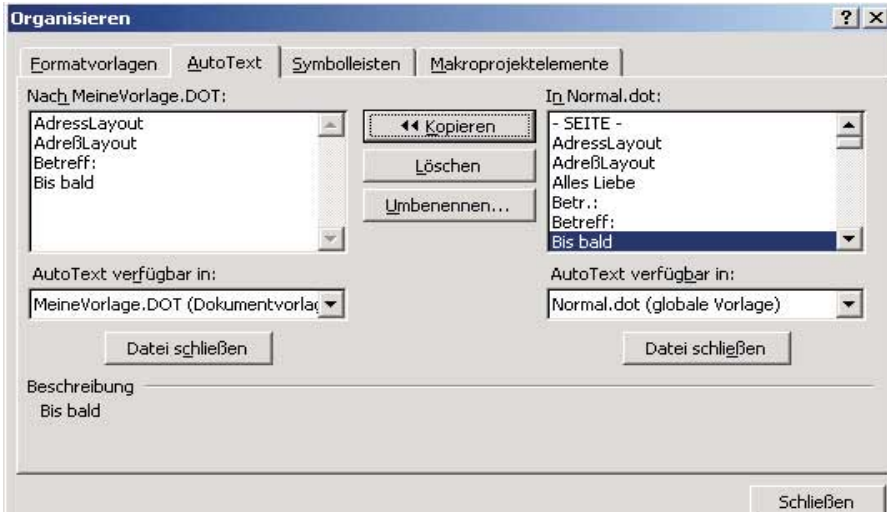 Organisieren
Formatvorlagen AutoText Symbolleisten Makroprojektelemente
Nach MeineVorlage.DOT:
AdressLayout
AdreßLayout
Betreff:
Bis bald
Kopieren
Löschen
Umbenennen...
In Normal.dot:
- SEITE -
AdressLayout
AdreßLayout
Alles Liebe
Betr.:
Betreff:
Bis bald
AutoText verfügbar in:
MeineVorlage.DOT (Dokumentvorlag
Datei schließen
AutoText verfügbar in:
Normal.dot (globale Vorlage)
Datei schließen
Beschreibung
Bis bald
Schließen